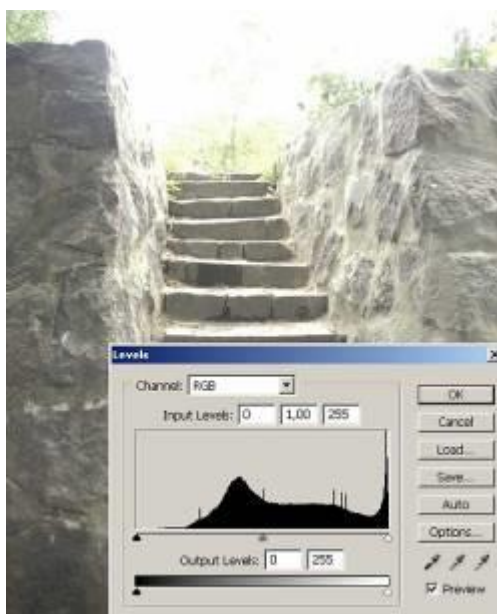 Levels
Channel: RGB
Input Levels: 0 1,00 255
Output Levels: 0 255
OK
Cancel
Load...
Save...
Auto
Options...
Preview